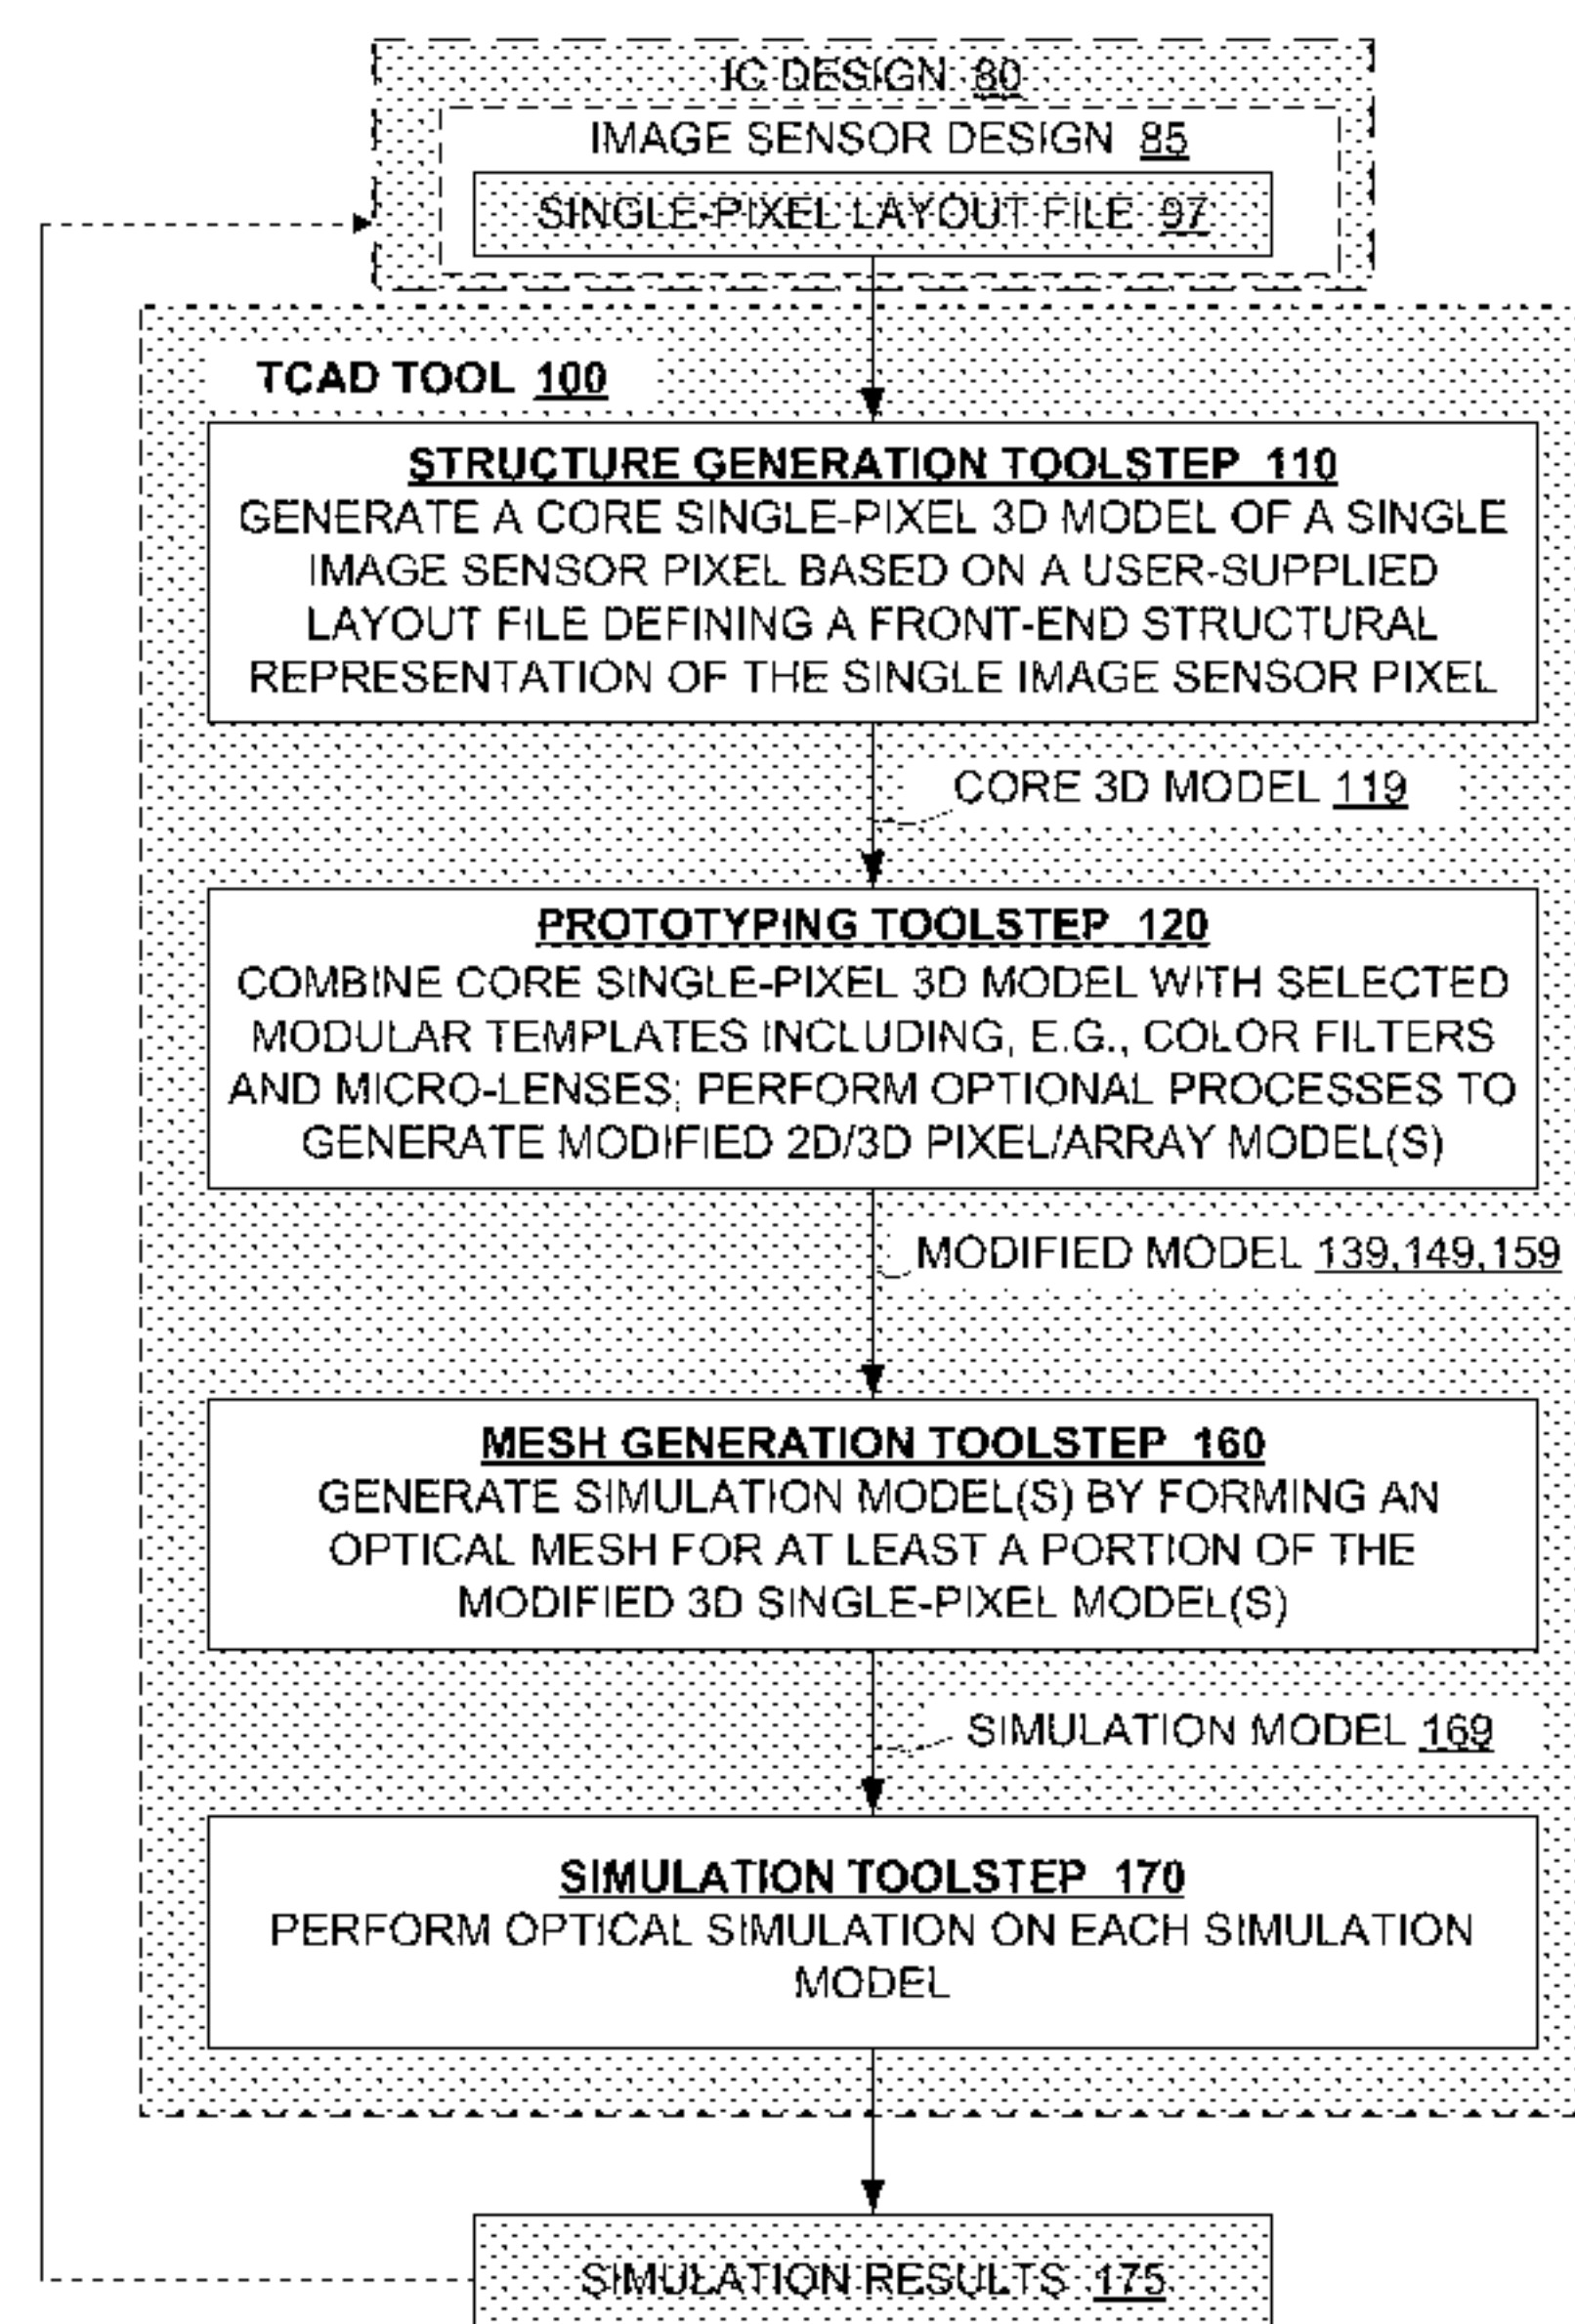 IC DESIGN 80
IMAGE SENSOR DESIGN 85
SINGLE-PIXEL LAYOUT FILE 97
TCAD TOOL 100
STRUCTURE GENERATION TOOLSTEP 110
GENERATE A CORE SINGLE-PIXEL 3D MODEL OF A SINGLE
IMAGE SENSOR PIXEL BASED ON A USER-SUPPLIED
LAYOUT FILE DEFINING A FRONT-END STRUCTURAL
REPRESENTATION OF THE SINGLE IMAGE SENSOR PIXEL
CORE 3D MODEL 119
PROTOTYPING TOOLSTEP 120
COMBINE CORE SINGLE-PIXEL 3D MODEL WITH SELECTED
MODULAR TEMPLATES INCLUDING, E.G., COLOR FILTERS
AND MICRO-LENSES; PERFORM OPTIONAL PROCESSES TO
GENERATE MODIFIED 2D/3D PIXEL/ARRAY MODEL(S)
MODIFIED MODEL 139,149,159
MESH GENERATION TOOLSTEP 160
GENERATE SIMULATION MODEL(S) BY FORMING AN
OPTICAL MESH FOR AT LEAST A PORTION OF THE
MODIFIED 3D SINGLE-PIXEL MODEL(S)
SIMULATION MODEL 169
SIMULATION TOOLSTEP 170
PERFORM OPTICAL SIMULATION ON EACH SIMULATION
MODEL
SIMULATION RESULTS 175